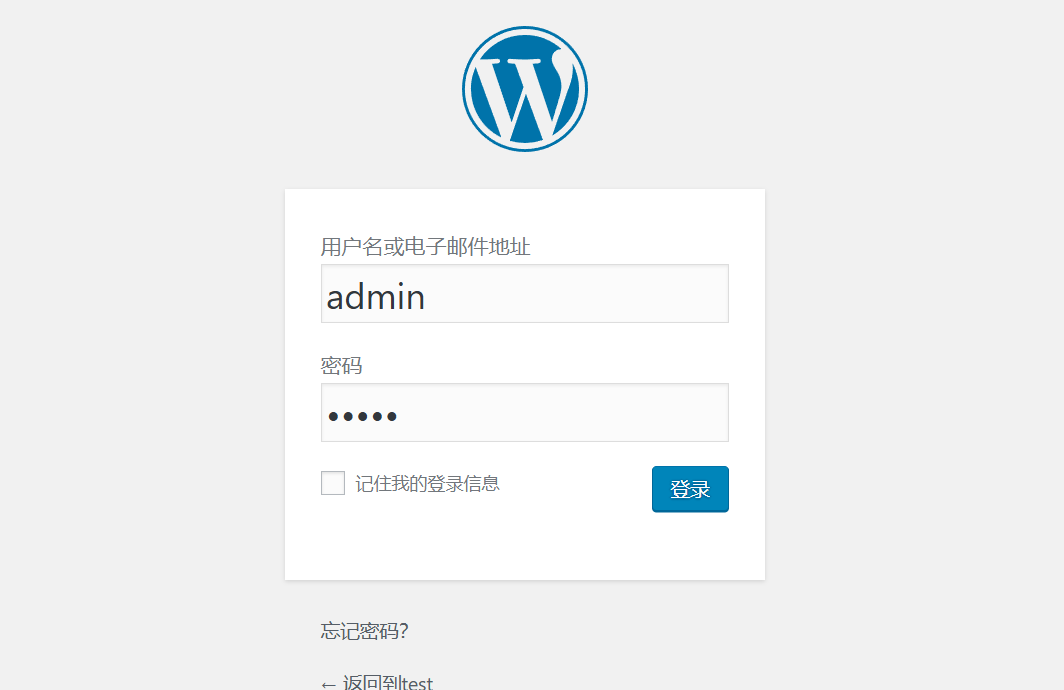 用户名或电子邮件地址
admin
密码
•••••
记住我的登录信息
登录
忘记密码？
← 返回到test